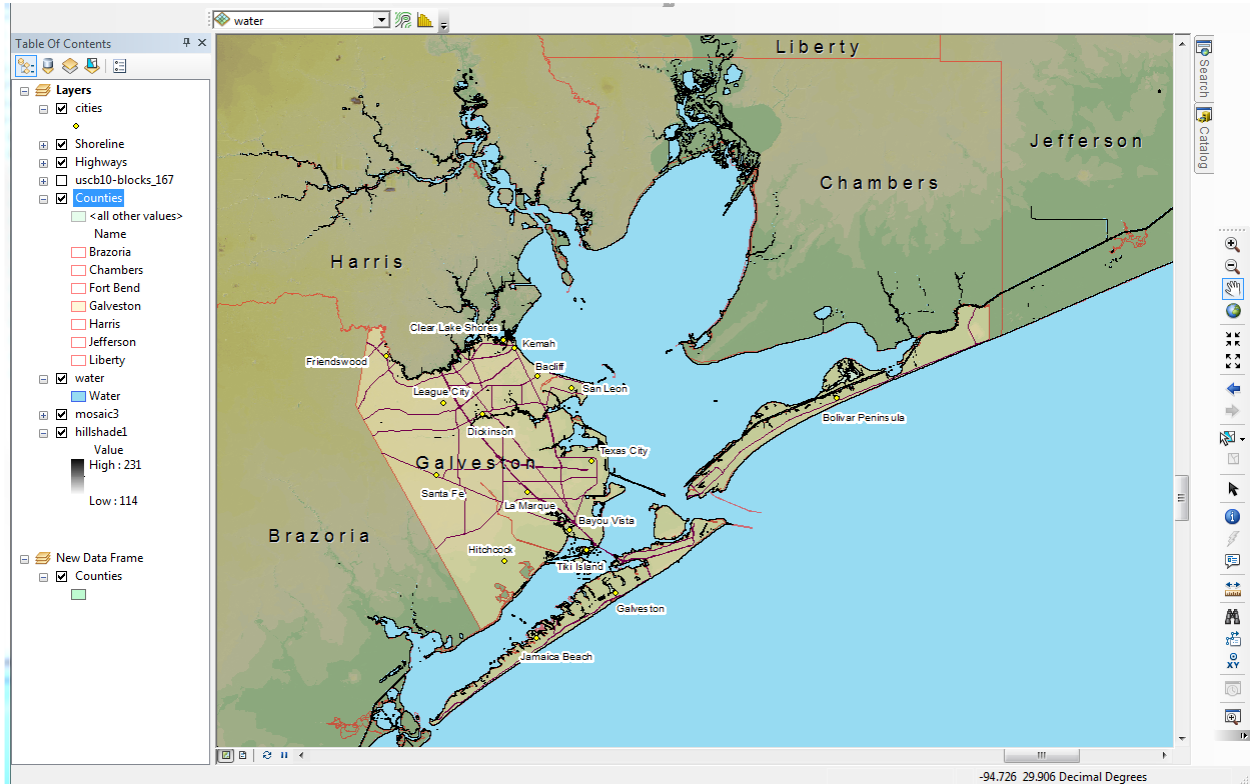 water
Table Of Contents
Layers
cities
Shoreline
Highways
uscb10-blocks_167
Counties
<all other values>
Name
Brazoria
Chambers
Fort Bend
Galveston
Harris
Jefferson
Liberty
water
Water
mosaic3
hillshade1
Value
High : 231
Low : 114
New Data Frame
Counties
Liberty
Jefferson
Chambers
Harris
Clear Lake Shores
Kemah
Friendswood
Bacliff
League City
San Leon
Bolivar Peninsula
Dickinson
Texas City
Galveston
Santa Fe
La Marque
Bayou Vista
Brazoria
Hitchcock
Tiki Island
Galveston
Jamaica Beach
Search
Catalog
XY
-94.726 29.906 Decimal Degrees